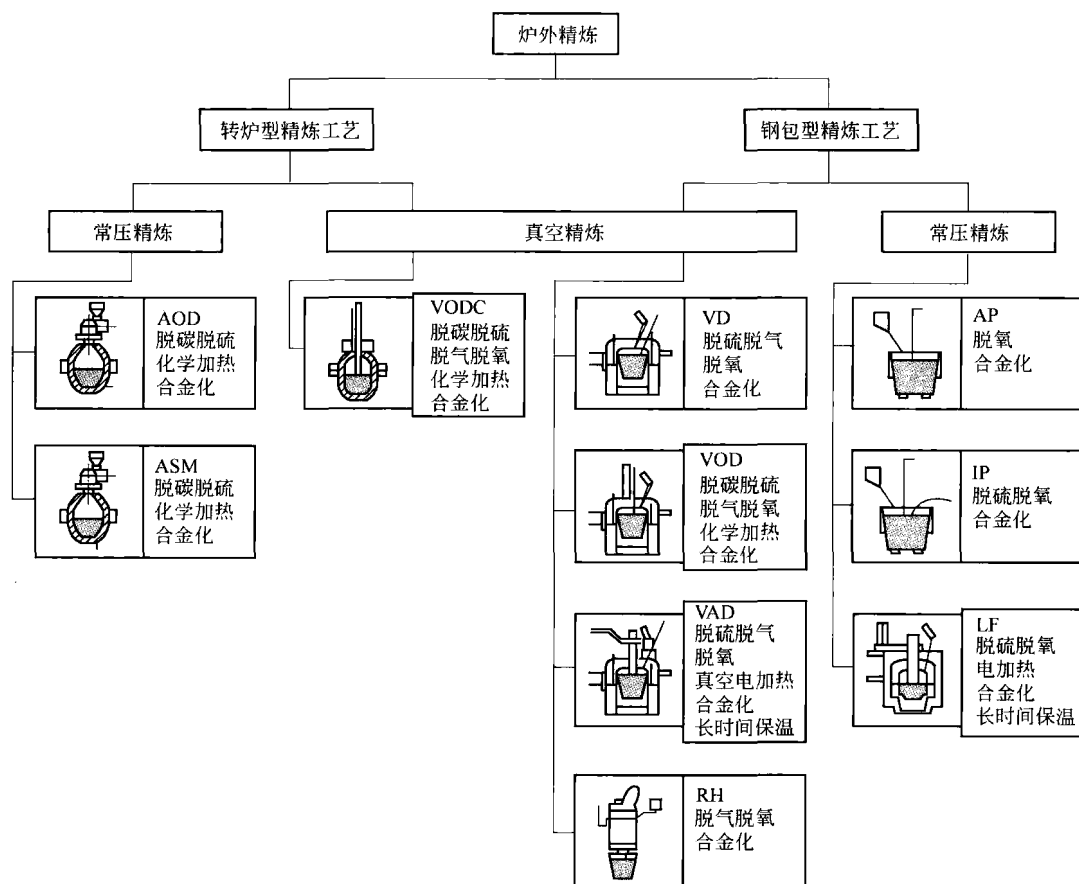 炉外精炼
转炉型精炼工艺
钢包型精炼工艺
常压精炼
真空精炼
常压精炼
AOD
脱碳脱硫
化学加热
合金化
ASM
脱碳脱硫
化学加热
合金化
VODC
脱碳脱硫
脱气脱氧
化学加热
合金化
VD
脱硫脱气
脱氧
合金化
VOD
脱碳脱硫
脱气脱氧
化学加热
合金化
VAD
脱硫脱气
脱氧
真空电加热
合金化
长时间保温
RH
脱气脱氧
合金化
AP
脱氧
合金化
IP
脱硫脱氧
合金化
LF
脱硫脱氧
电加热
合金化
长时间保温